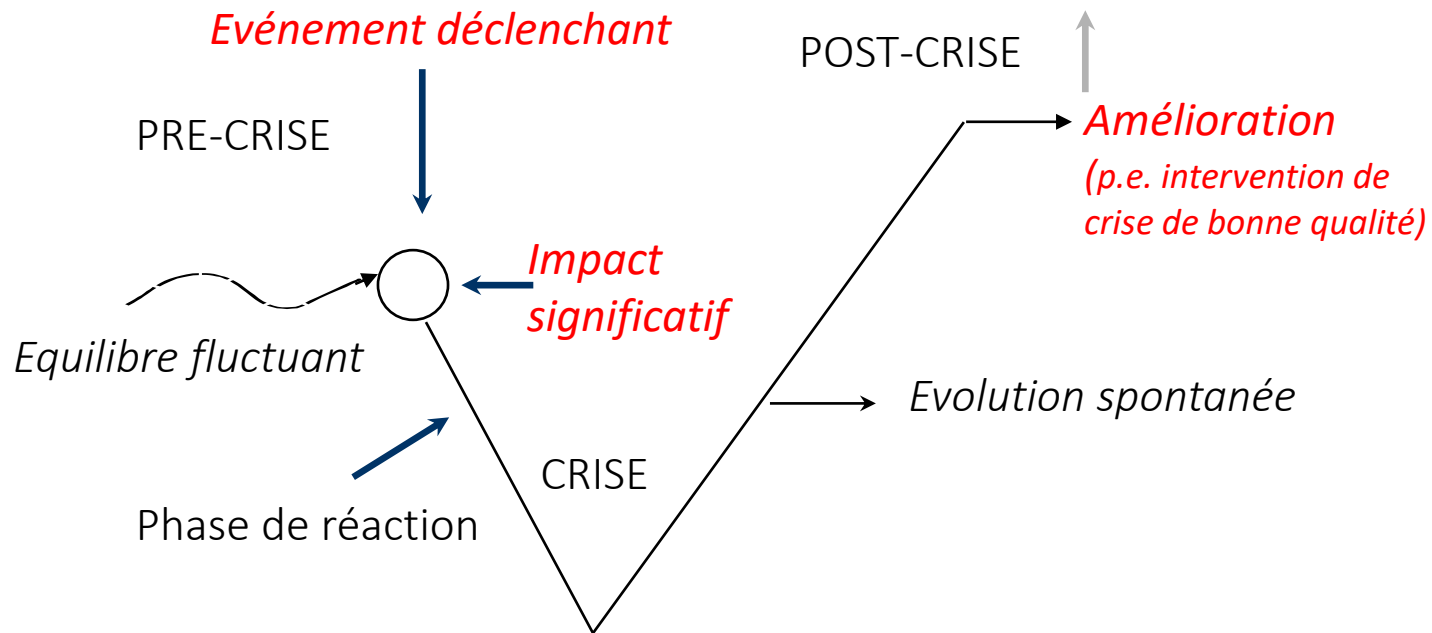 Evénement déclenchant
POST-CRISE
PRE-CRISE
Amélioration
(p.e. intervention de
crise de bonne qualité)
Impact
significatif
Equilibre fluctuant
Evolution spontanée
CRISE
Phase de réaction